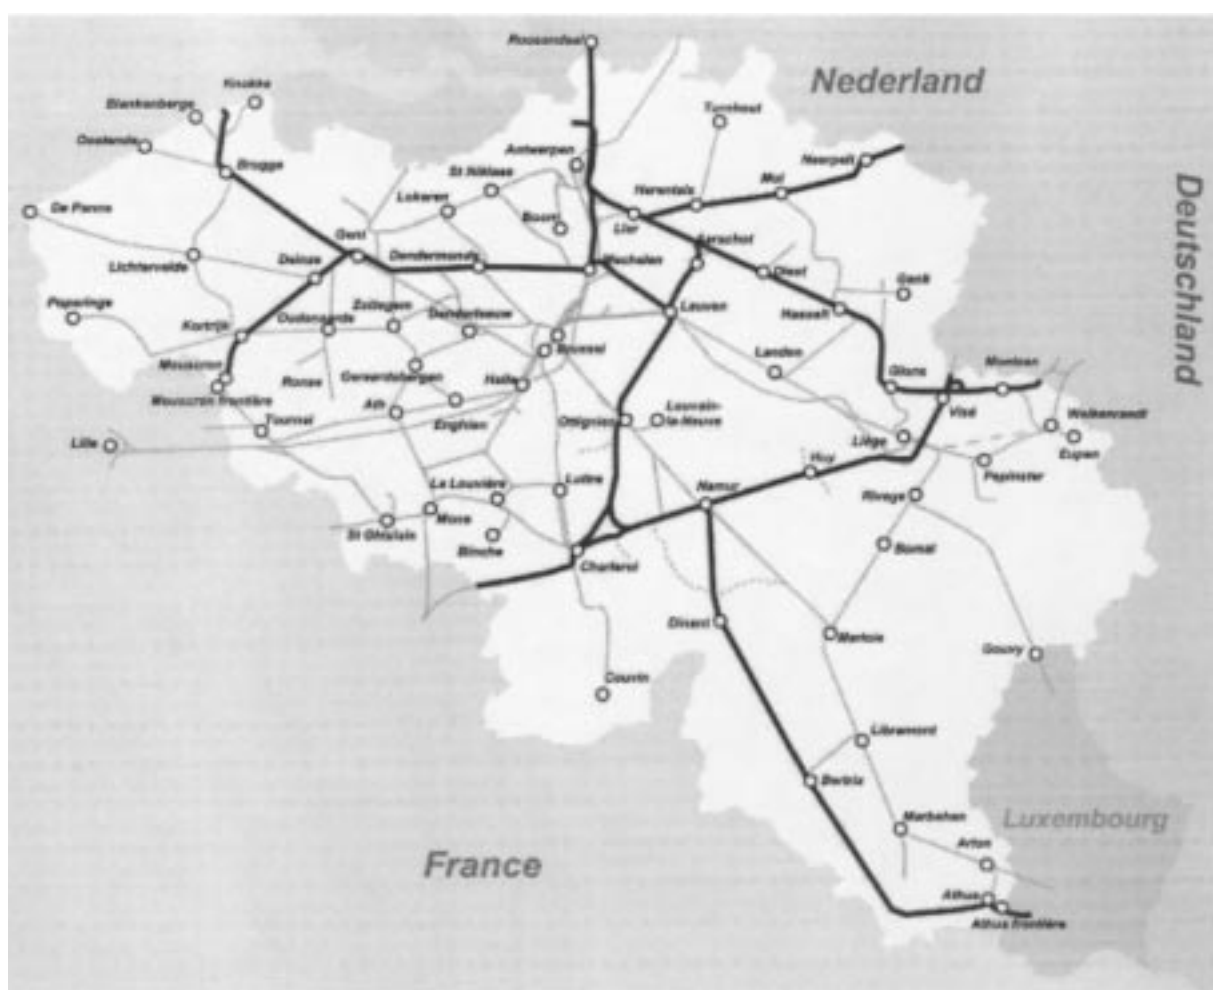 Roosendaal
Nederland
Knokke
Blankenberge
Turnhout
Oostende
Antwerpen
Neerpelt
Brugge
St Niklaas
Mol
Herentals
Lokeren
De Panne
Boom
Lier
Aarschot
Gent
Deutschland
Lichtervelde
Deinze
Dendermonde
Mechelen
Diest
Genk
Poperinge
Zottegem
Leuven
Kortrijk
Oudenaarde
Denderleeuw
Hasselt
Brussel
Landen
Mouscron
Montzen
Ronse
Geraardsbergen
Halle
Glons
Mouscron frontière
Ath
Visé
Tournai
Enghien
Ottignies
Louvain-
la-Neuve
Welkenraedt
Lille
Liège
Eupen
Huy
Pepinster
La Louvière
Luttre
Namur
Rivage
Mons
St Ghislain
Binche
Bomal
Charleroi
Dinant
Marloie
Gouvy
Couvin
Libramont
Bertrix
Marbehan
Luxembourg
Arlon
France
Athus
Athus frontière